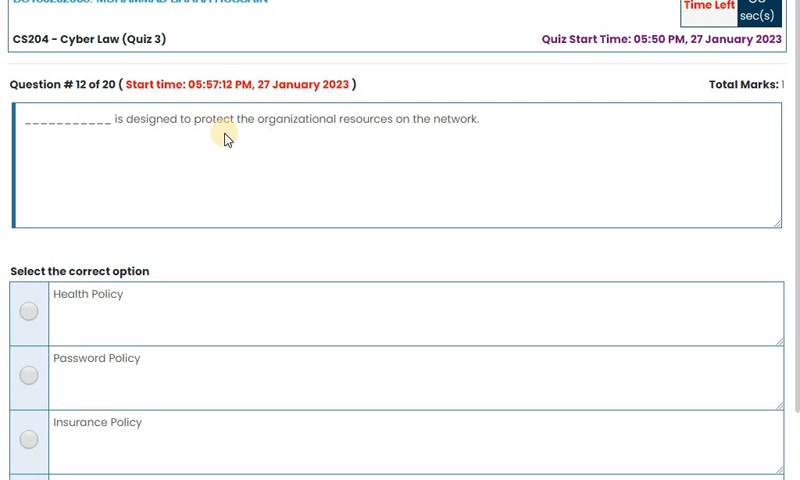 Time Left
sec(s)
CS204 - Cyber Law (Quiz 3)
Quiz Start Time: 05:50 PM, 27 January 2023
Question # 12 of 20 ( Start time: 05:57:12 PM, 27 January 2023 )
Total Marks: 1
___________ is designed to protect the organizational resources on the network.
Select the correct option
Health Policy
Password Policy
Insurance Policy